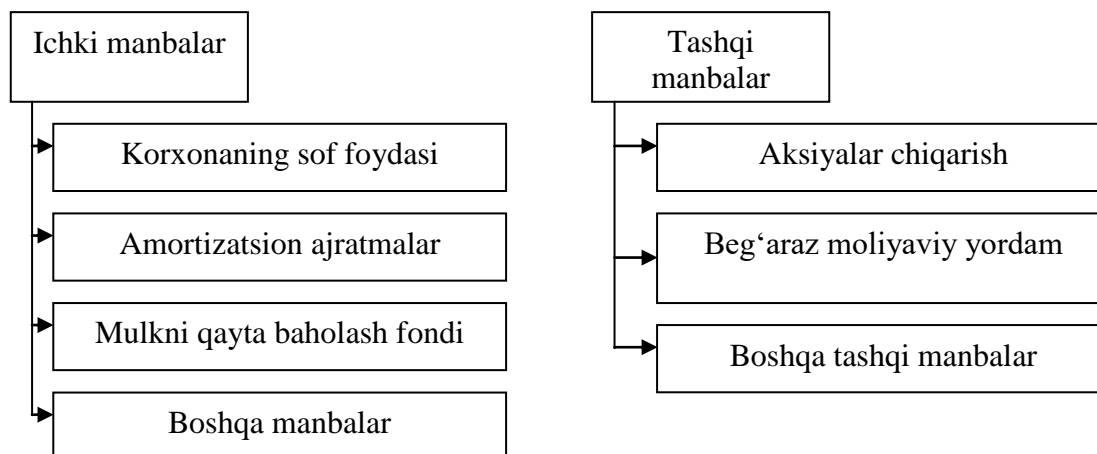 Ichki manbalar
Korxonaning sof foydasi
Amortizatsion ajratmalar
Mulkni qayta baholash fondi
Boshqa manbalar
Tashqi
manbalar
Aksiyalar chiqarish
Beg‘araz moliyaviy yordam
Boshqa tashqi manbalar